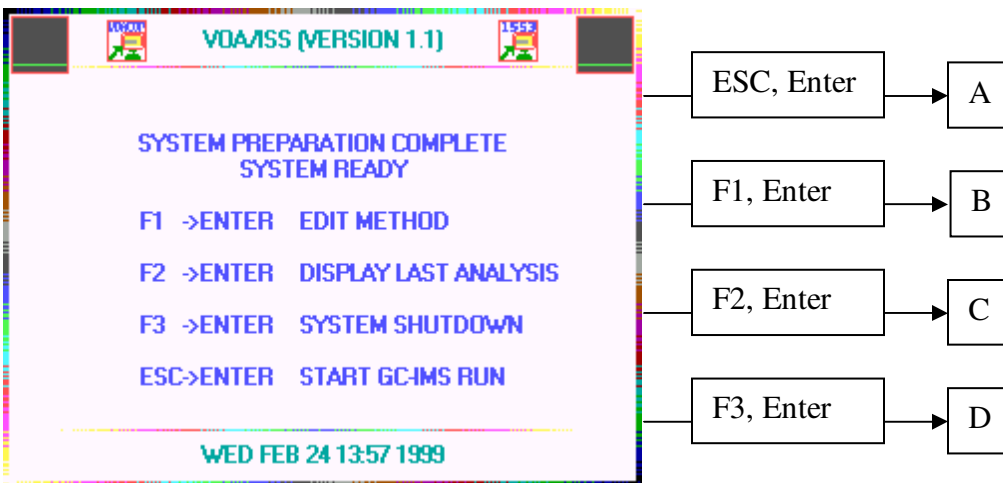 VOA/ISS (VERSION 1.1)
1553
SYSTEM PREPARATION COMPLETE
SYSTEM READY
F1 ->ENTER EDIT METHOD
F2 ->ENTER DISPLAY LAST ANALYSIS
F3 ->ENTER SYSTEM SHUTDOWN
ESC->ENTER START GC-IMS RUN
WED FEB 24 13:57 1999
ESC, Enter
A
F1, Enter
B
F2, Enter
C
F3, Enter
D